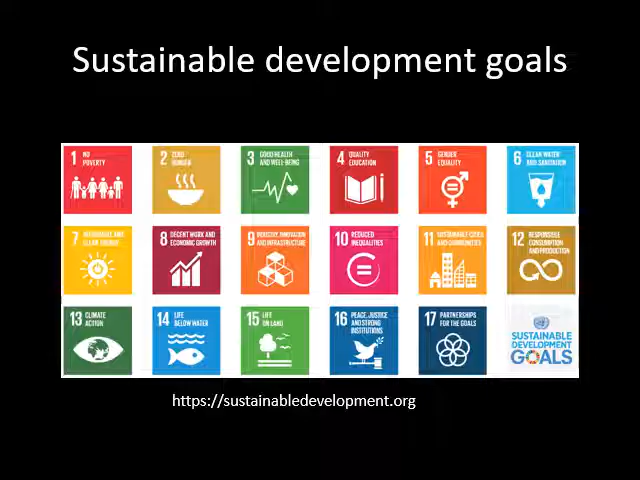 Sustainable development goals
1 NO
POVERTY
2 ZERO
HUNGER
3 GOOD HEALTH
AND WELL-BEING
4 QUALITY
EDUCATION
5 GENDER
EQUALITY
6 CLEAN WATER
AND SANITATION
7 AFFORDABLE AND
CLEAN ENERGY
8 DECENT WORK AND
ECONOMIC GROWTH
9 INDUSTRY, INNOVATION
AND INFRASTRUCTURE
10 REDUCED
INEQUALITIES
11 SUSTAINABLE CITIES
AND COMMUNITIES
12 RESPONSIBLE
CONSUMPTION
AND PRODUCTION
13 CLIMATE
ACTION
14 LIFE
BELOW WATER
15 LIFE
ON LAND
16 PEACE, JUSTICE
AND STRONG
INSTITUTIONS
17 PARTNERSHIPS
FOR THE GOALS
SUSTAINABLE
DEVELOPMENT
GOALS
https://sustainabledevelopment.org